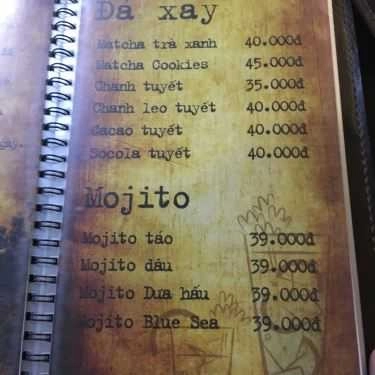 Đá xay
Matcha trà xanh 40.000đ
Matcha Cookies 45.000đ
Chanh tuyết 35.000đ
Chanh leo tuyết 40.000đ
Cacao tuyết 40.000đ
Socola tuyết 40.000đ
Mojito
Mojito táo 39.000đ
Mojito dâu 39.000đ
Mojito Dưa hấu 39.000đ
Mojito Blue Sea 39.000đ